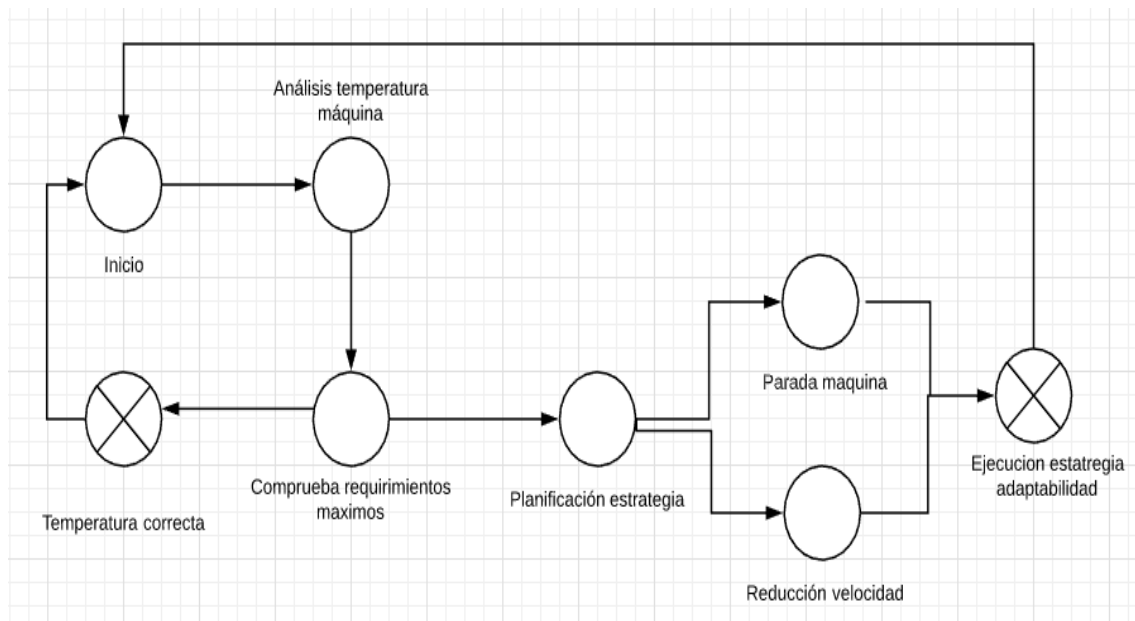 Análisis temperatura
máquina
Inicio
Parada maquina
Comprueba requirimientos
maximos
Planificación estrategia
Ejecucion estatregia
adaptabilidad
Temperatura correcta
Reducción velocidad